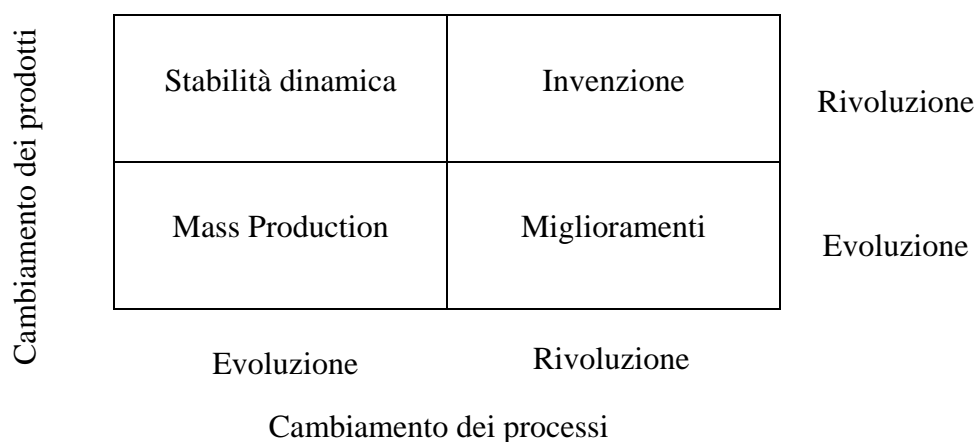 Cambiamento dei prodotti
Stabilità dinamica
Invenzione
Rivoluzione
Mass Production
Miglioramenti
Evoluzione
Evoluzione
Rivoluzione
Cambiamento dei processi